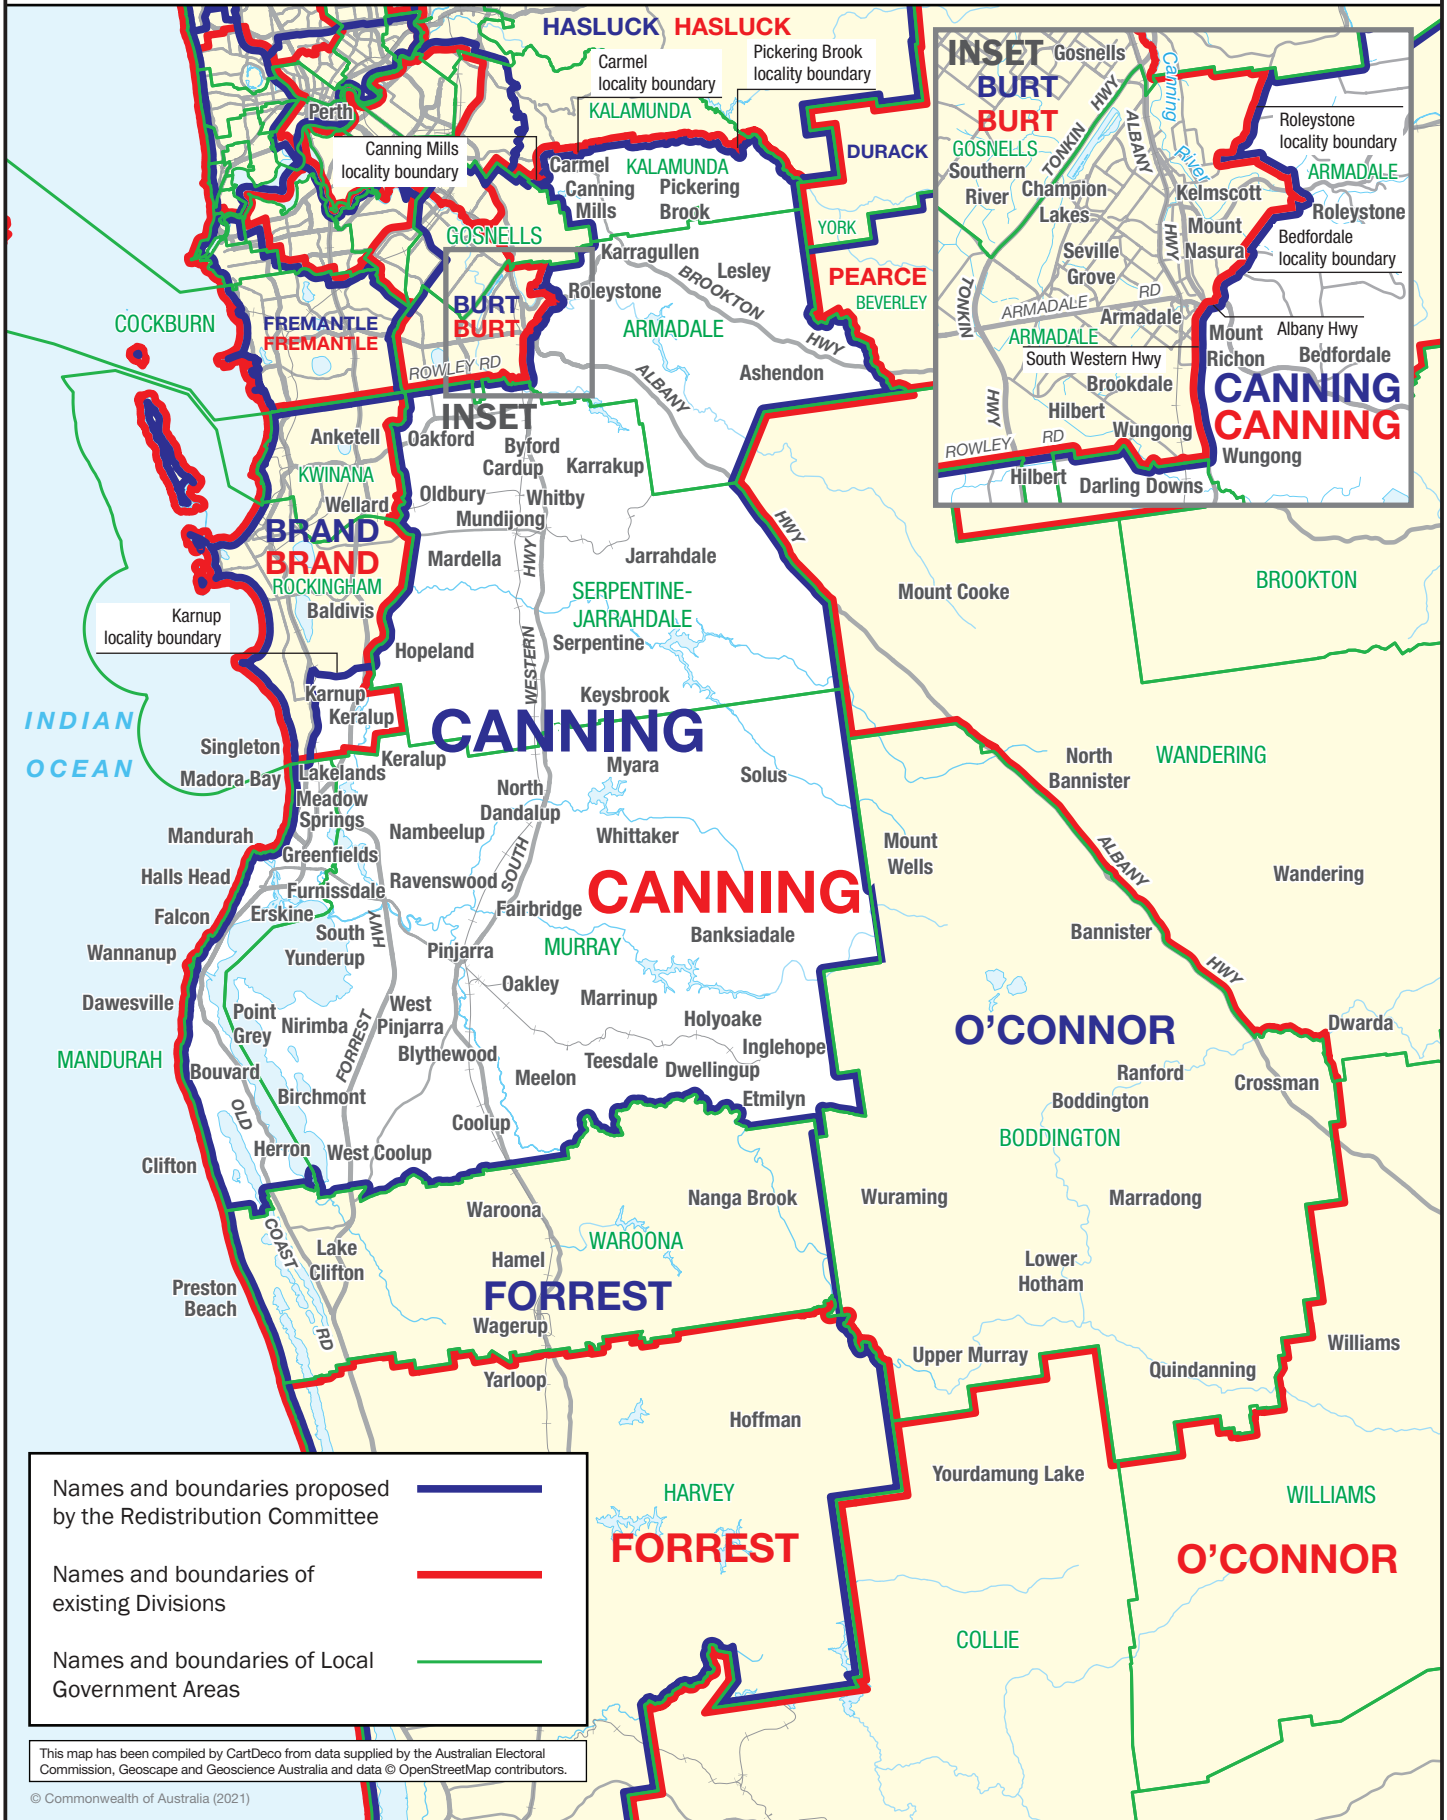 HASLUCK HASLUCK
Carmel
locality boundary
Pickering Brook
locality boundary
KALAMUNDA
Perth
Canning Mills
locality boundary
DURACK
Carmel
KALAMUNDA
Canning
Mills
Pickering
Brook
YORK
GOSNELLS
Karragullen
Lesley
BROOKTON
HWY
PEARCE
BEVERLEY
Roleystone
BURT
BURT
ARMADALE
COCKBURN
FREMANTLE
FREMANTLE
ROWLEY RD
ALBANY
Ashendon
INSET
INSET
Gosnells
BURT
BURT
GOSNELLS
Southern
River
TONKIN
HWY
ALBANY
HWY
Canning
River
Champion
Lakes
Kelmscott
Roleystone
locality boundary
ARMADALE
Roleystone
Mount
Nasura
Bedfordale
locality boundary
Seville
Grove
TONKIN
HWY
ARMADALE
RD
Armadale
ARMADALE
Albany Hwy
Mount
Richon
Bedfordale
South Western Hwy
Brookdale
CANNING
CANNING
Hilbert
Wungong
Wungong
ROWLEY
RD
Hilbert
Darling Downs
Anketell
Oakford
Byford
Cardup
Karrakup
KWINANA
Wellard
Oldbury
Whitby
Mundijong
HWY
BRAND
BRAND
ROCKINGHAM
Baldivis
Mardella
HWY
Jarrahdale
SERPENTINE-
JARRAHDALE
Serpentine
Mount Cooke
BROOKTON
Karnup
locality boundary
Hopeland
WESTERN
Karnup
Keralup
Keysbrook
INDIAN
OCEAN
CANNING
Singleton
Madora Bay
Lakelands
Keralup
Myara
Solus
North
Bannister
WANDERING
Meadow
Springs
North
Dandalup
Mandurah
Nambeelup
Whittaker
Greenfields
SOUTH
Mount
Wells
ALBANY
Wandering
Halls Head
Furnissdale
Ravenswood
CANNING
Falcon
Erskine
HWY
Fairbridge
Banksiadale
Bannister
Wannanup
South
Yunderup
Pinjarra
MURRAY
HWY
Oakley
Marrinup
Dawesville
Point
Grey
Nirimba
West
Pinjarra
Holyoake
Inglehope
O'CONNOR
Dwarda
MANDURAH
Bouvard
FORREST
Blythewood
Teesdale
Dwellingup
Meelon
Ranford
Crossman
Birchmont
Etmilyn
Boddington
OLD
Coolup
BODDINGTON
Clifton
Herron
West Coolup
Waroona
Nanga Brook
Wuraming
Marradong
COAST
WAROONA
Lake
Clifton
Hamel
Lower
Hotham
Preston
Beach
FORREST
RD
Wagerup
Upper Murray
Williams
Yarloop
Quindanning
Hoffman
Yourdamung Lake
HARVEY
WILLIAMS
FORREST
O'CONNOR
COLLIE
Names and boundaries proposed
by the Redistribution Committee
Names and boundaries of
existing Divisions
Names and boundaries of Local
Government Areas
This map has been compiled by CartDeco from data supplied by the Australian Electoral
Commission, Geoscape and Geoscience Australia and data © OpenStreetMap contributors.
© Commonwealth of Australia (2021)